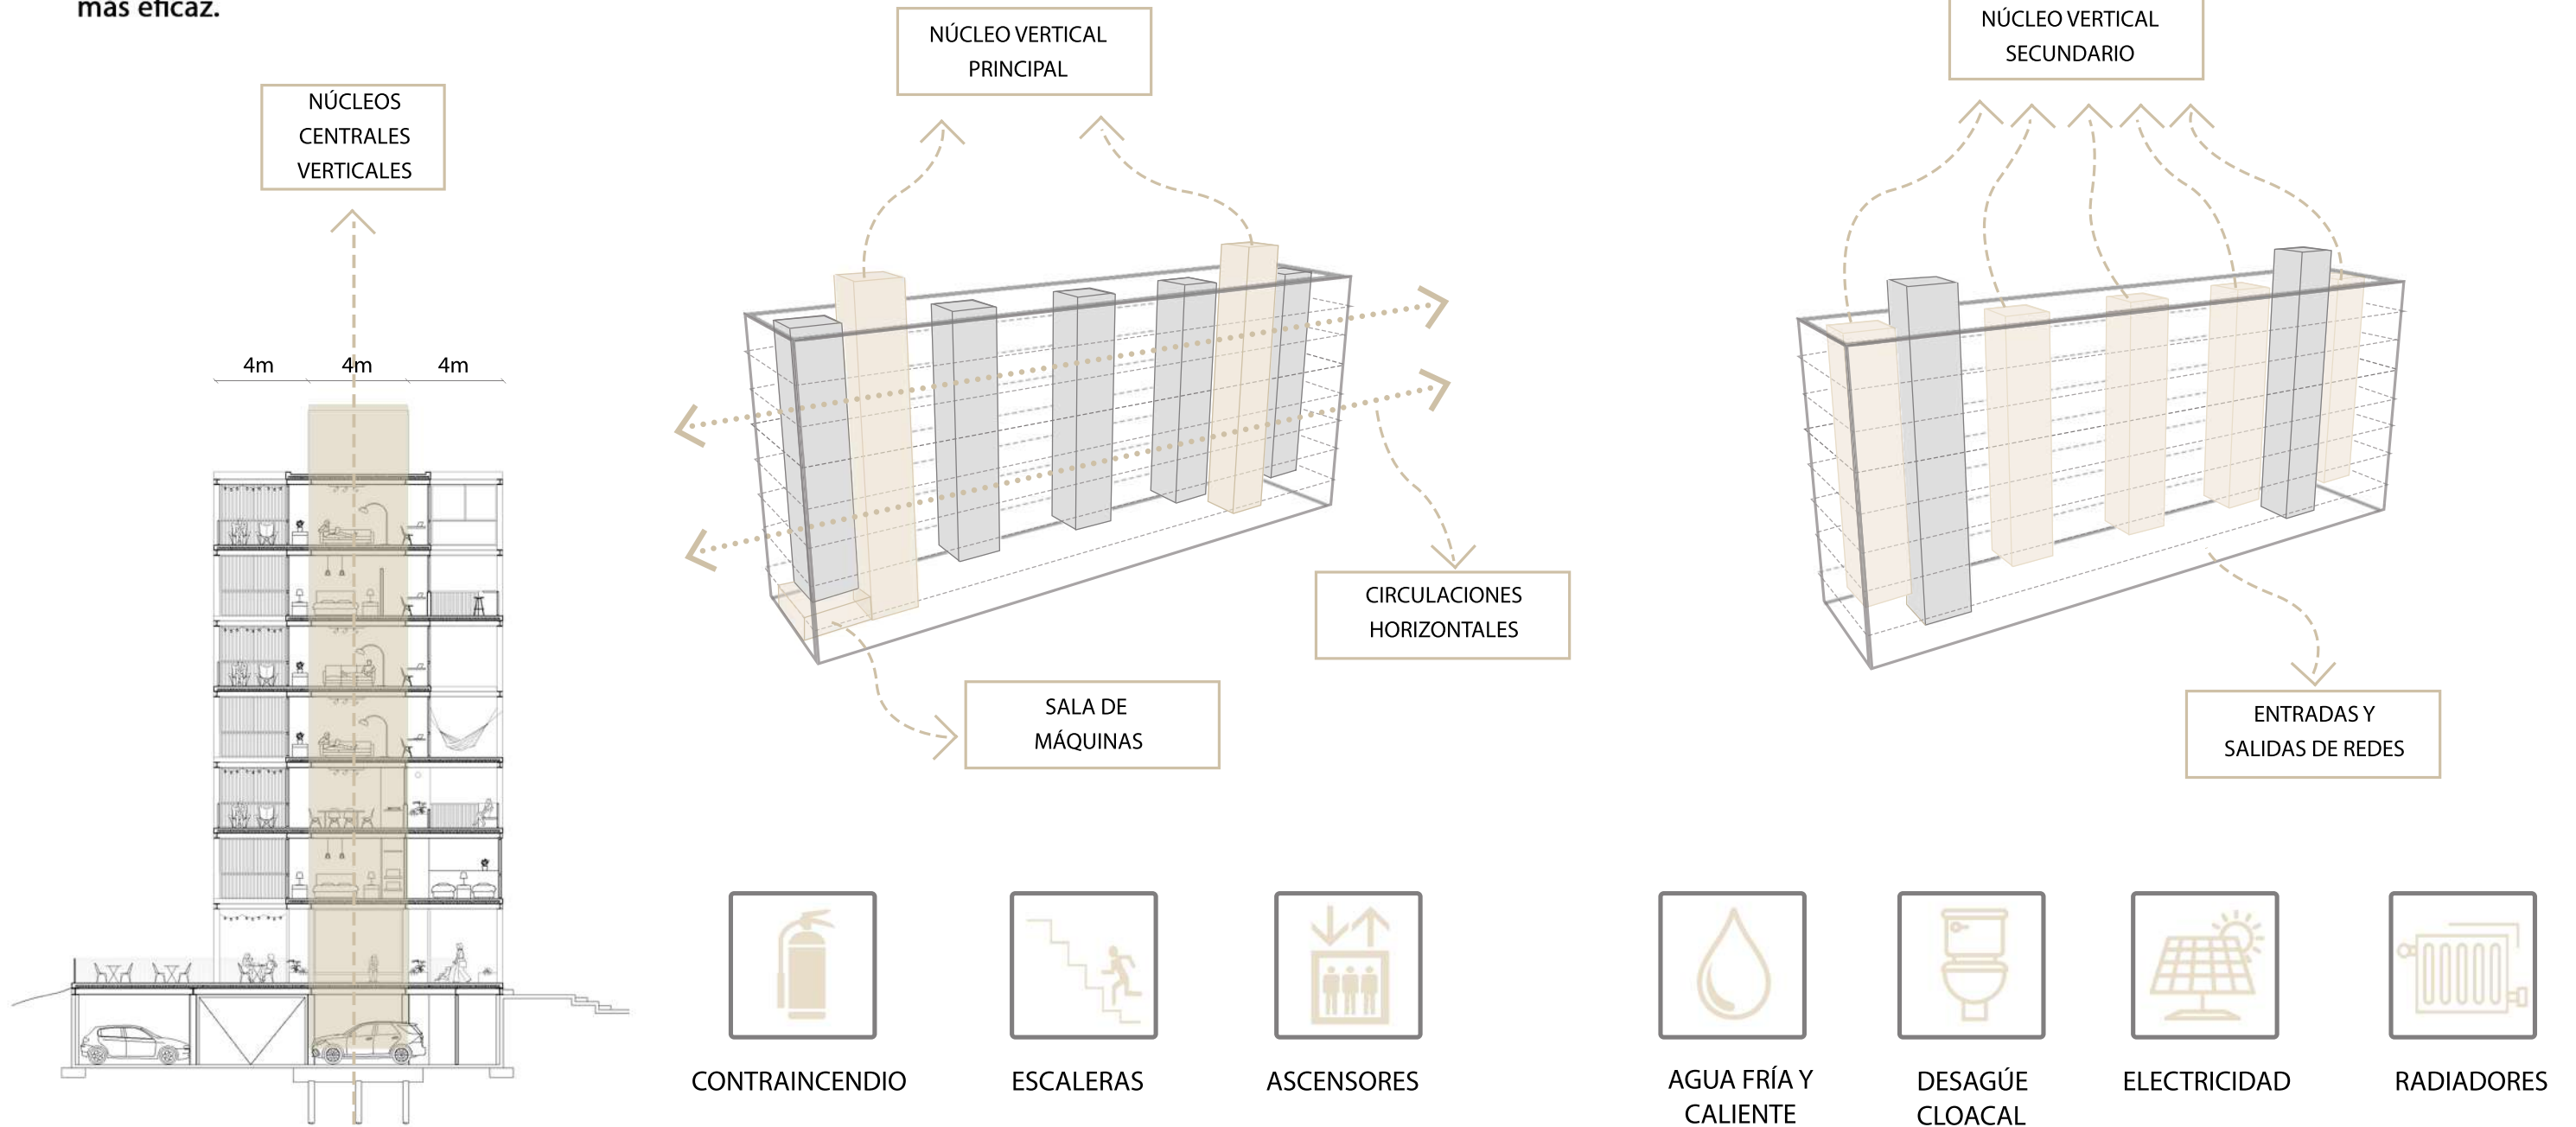 más eficaz.
NÚCLEO VERTICAL
PRINCIPAL
NÚCLEO VERTICAL
SECUNDARIO
NÚCLEOS
CENTRALES
VERTICALES
4m
4m
4m
CIRCULACIONES
HORIZONTALES
SALA DE
MÁQUINAS
ENTRADAS Y
SALIDAS DE REDES
CONTRAINCENDIO
ESCALERAS
ASCENSORES
AGUA FRÍA Y
CALIENTE
DESAGÚE
CLOACAL
ELECTRICIDAD
RADIADORES